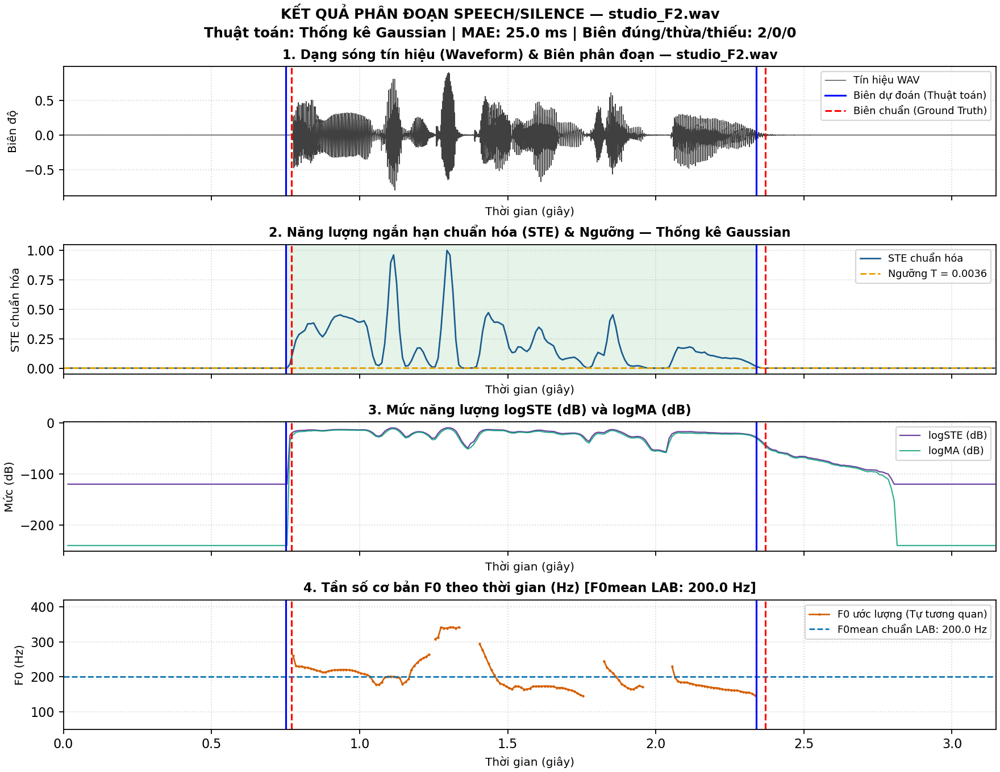 KẾT QUẢ PHÂN ĐOẠN SPEECH/SILENCE — studio_F2.wav
Thuật toán: Thống kê Gaussian | MAE: 25.0 ms | Biên đúng/thừa/thiếu: 2/0/0
1. Dạng sóng tín hiệu (Waveform) & Biên phân đoạn — studio_F2.wav
Biên độ
0.5
0.0
−0.5
Tín hiệu WAV
Biên dự đoán (Thuật toán)
Biên chuẩn (Ground Truth)
Thời gian (giây)
2. Năng lượng ngắn hạn chuẩn hóa (STE) & Ngưỡng — Thống kê Gaussian
STE chuẩn hóa
1.00
0.75
0.50
0.25
0.00
STE chuẩn hóa
Ngưỡng T = 0.0036
Thời gian (giây)
3. Mức năng lượng logSTE (dB) và logMA (dB)
Mức (dB)
0
−100
−200
logSTE (dB)
logMA (dB)
Thời gian (giây)
4. Tần số cơ bản F0 theo thời gian (Hz) [F0mean LAB: 200.0 Hz]
F0 (Hz)
400
300
200
100
F0 ước lượng (Tự tương quan)
F0mean chuẩn LAB: 200.0 Hz
0.0 0.5 1.0 1.5 2.0 2.5 3.0
Thời gian (giây)